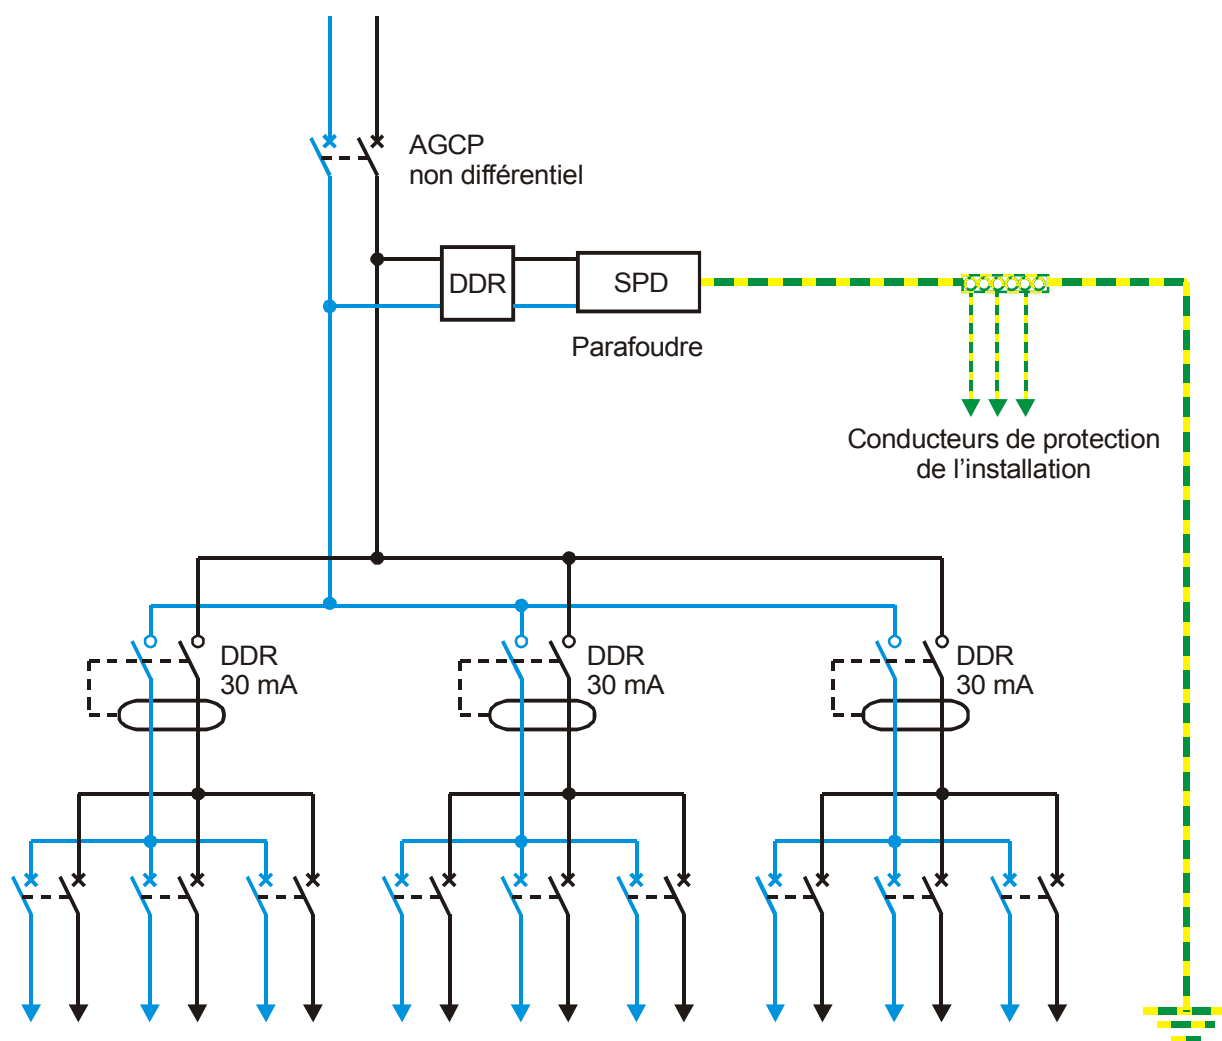 AGCP
non différentiel
DDR
SPD
Parafoudre
Conducteurs de protection
de l’installation
DDR
30 mA
DDR
30 mA
DDR
30 mA